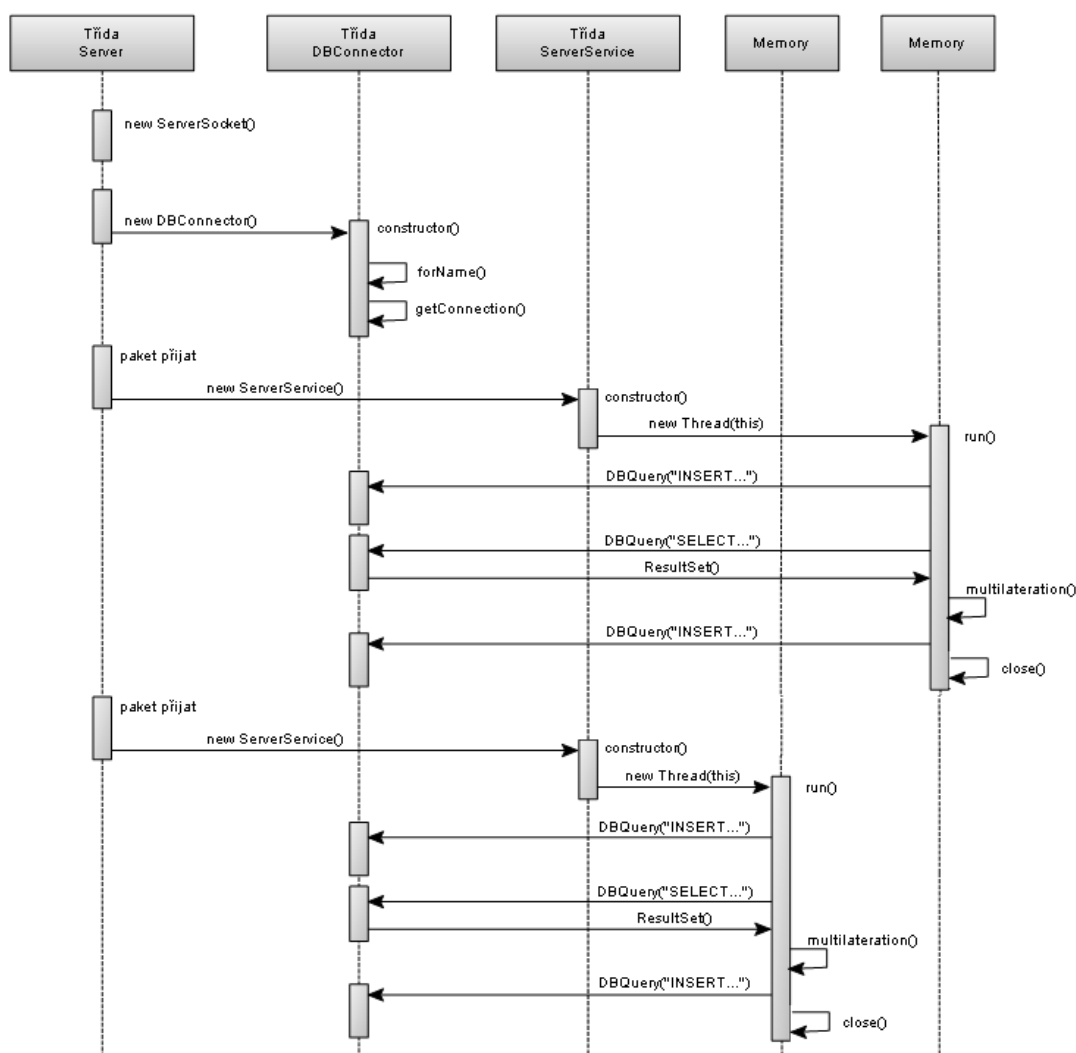 Třída
Server
Třída
DBConnector
Třída
ServerService
Memory
Memory
new ServerSocket()
new DBConnector()
constructor()
forName()
getConnection()
paket přijat
new ServerService()
constructor()
new Thread(this)
run()
DBQuery("INSERT...")
DBQuery("SELECT...")
ResultSet()
multilateration()
DBQuery("INSERT...")
close()
paket přijat
new ServerService()
constructor()
new Thread(this)
run()
DBQuery("INSERT...")
DBQuery("SELECT...")
ResultSet()
multilateration()
DBQuery("INSERT...")
close()